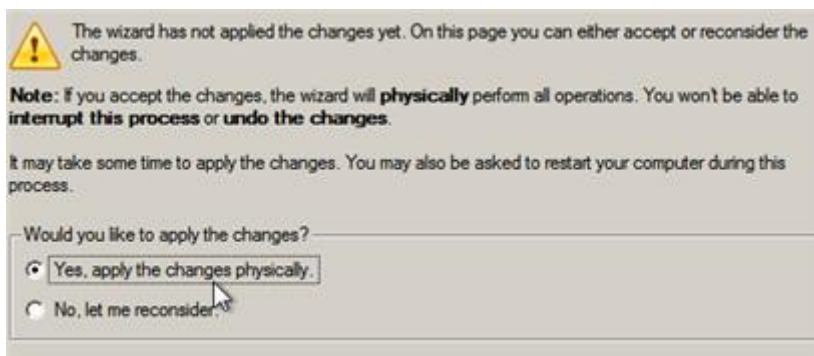 The wizard has not applied the changes yet. On this page you can either accept or reconsider the
changes.
Note: If you accept the changes, the wizard will physically perform all operations. You won't be able to
interrupt this process or undo the changes.
It may take some time to apply the changes. You may also be asked to restart your computer during this
process.
Would you like to apply the changes?
Yes, apply the changes physically.
No, let me reconsider.